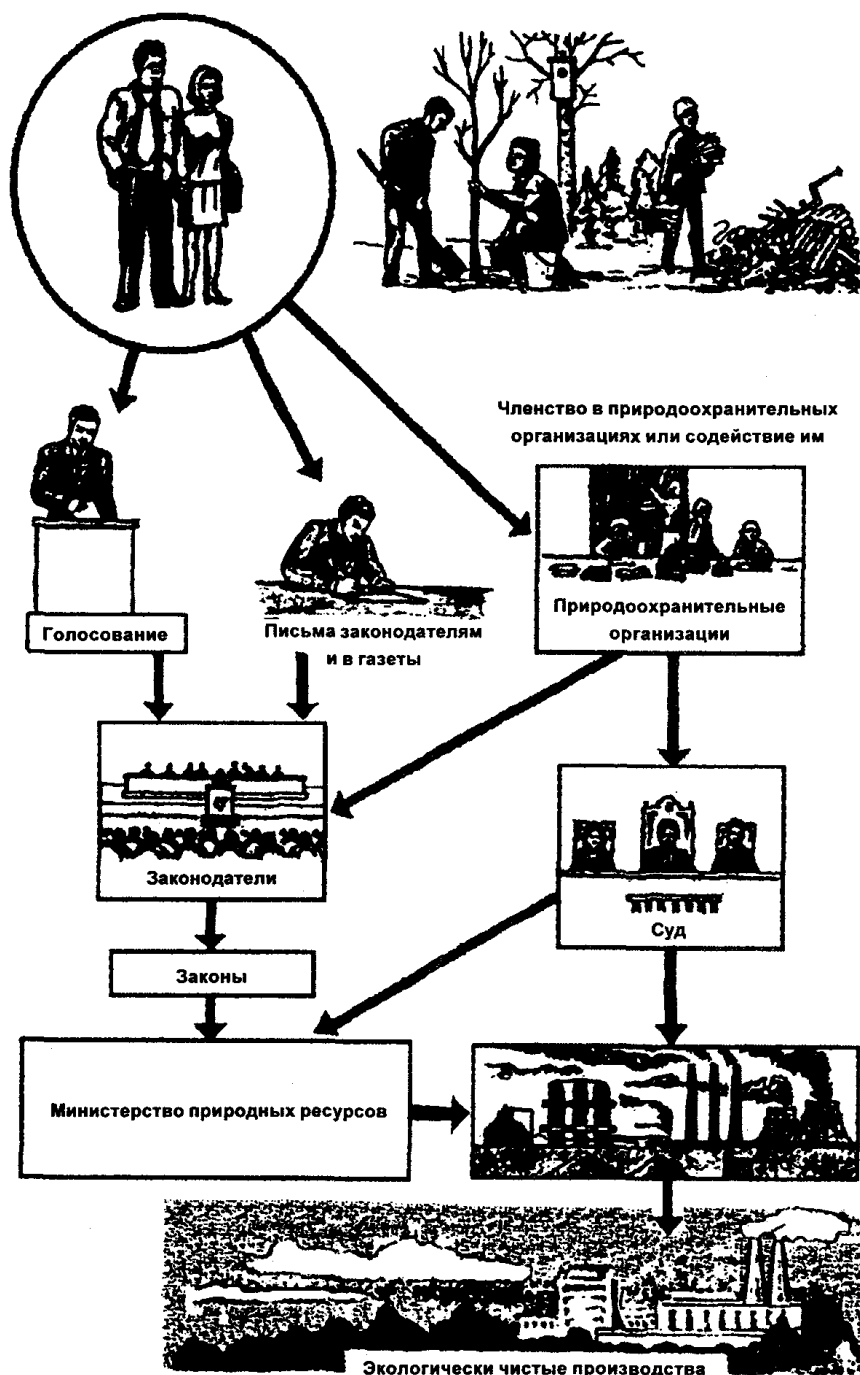 Членство в природоохранительных
организациях или содействие им
Природоохранительные
организации
Голосование
Письма законодателям
и в газеты
Законодатели
Суд
Законы
Министерство природных ресурсов
Экологически чистые производства